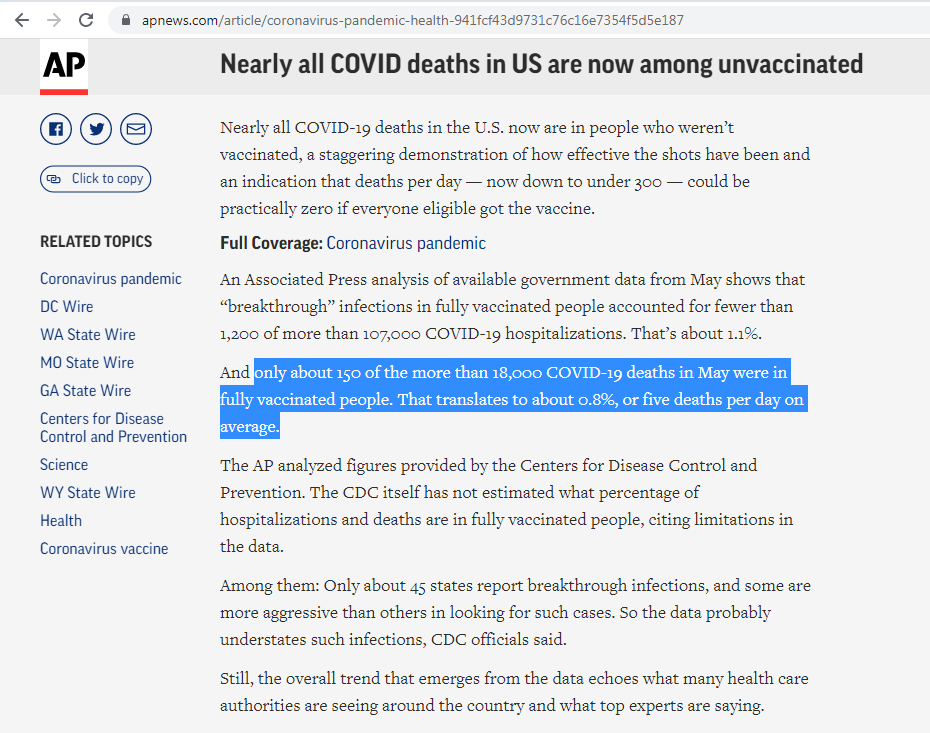 apnews.com/article/coronavirus-pandemic-health-941fcf43d9731c76c16e7354f5d5e187
AP
Nearly all COVID deaths in US are now among unvaccinated
Click to copy
RELATED TOPICS
Coronavirus pandemic
DC Wire
WA State Wire
MO State Wire
GA State Wire
Centers for Disease
Control and Prevention
Science
WY State Wire
Health
Coronavirus vaccine
Nearly all COVID-19 deaths in the U.S. now are in people who weren’t
vaccinated, a staggering demonstration of how effective the shots have been and
an indication that deaths per day — now down to under 300 — could be
practically zero if everyone eligible got the vaccine.
Full Coverage: Coronavirus pandemic
An Associated Press analysis of available government data from May shows that
“breakthrough” infections in fully vaccinated people accounted for fewer than
1,200 of more than 107,000 COVID-19 hospitalizations. That’s about 1.1%.
And only about 150 of the more than 18,000 COVID-19 deaths in May were in
fully vaccinated people. That translates to about 0.8%, or five deaths per day on
average.
The AP analyzed figures provided by the Centers for Disease Control and
Prevention. The CDC itself has not estimated what percentage of
hospitalizations and deaths are in fully vaccinated people, citing limitations in
the data.
Among them: Only about 45 states report breakthrough infections, and some are
more aggressive than others in looking for such cases. So the data probably
understates such infections, CDC officials said.
Still, the overall trend that emerges from the data echoes what many health care
authorities are seeing around the country and what top experts are saying.